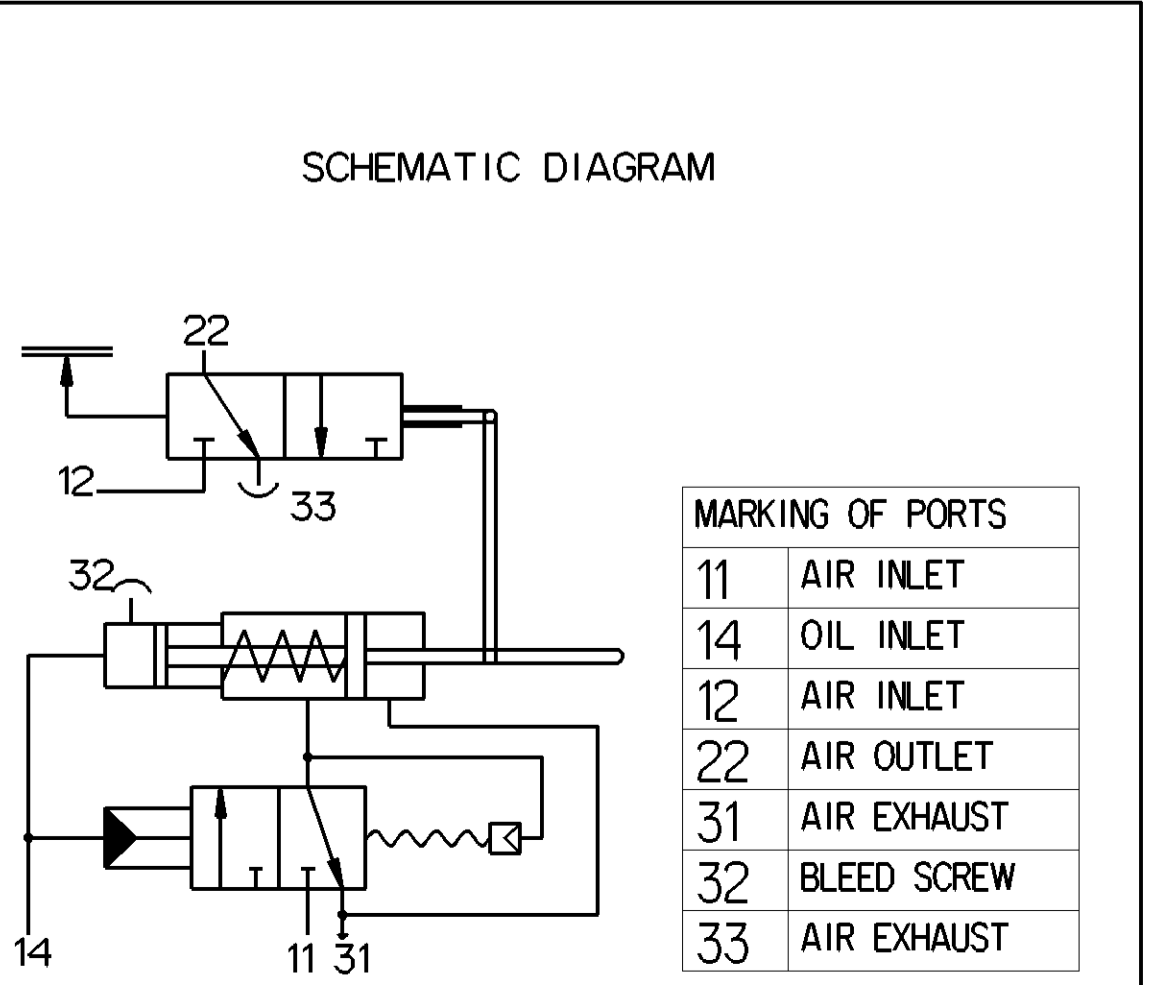 SCHEMATIC DIAGRAM
22
12
33
32
14
11 31
MARKING OF PORTS
11 AIR INLET
14 OIL INLET
12 AIR INLET
22 AIR OUTLET
31 AIR EXHAUST
32 BLEED SCREW
33 AIR EXHAUST